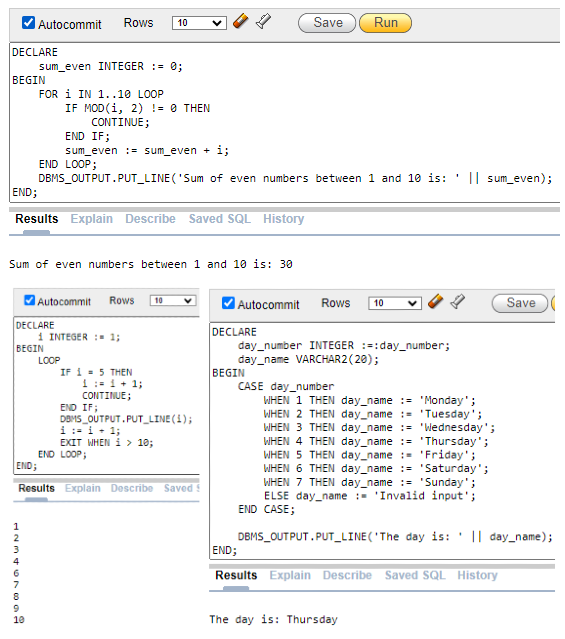 Autocommit Rows 10 Save Run
DECLARE
    sum_even INTEGER := 0;
BEGIN
    FOR i IN 1..10 LOOP
        IF MOD(i, 2) != 0 THEN
            CONTINUE;
        END IF;
        sum_even := sum_even + i;
    END LOOP;
    DBMS_OUTPUT.PUT_LINE('Sum of even numbers between 1 and 10 is: ' || sum_even);
END;
Results Explain Describe Saved SQL History
Sum of even numbers between 1 and 10 is: 30
Autocommit Rows 10
DECLARE
    i INTEGER := 1;
BEGIN
    LOOP
        IF i = 5 THEN
            i := i + 1;
            CONTINUE;
        END IF;
        DBMS_OUTPUT.PUT_LINE(i);
        i := i + 1;
        EXIT WHEN i > 10;
    END LOOP;
END;
Results Explain Describe Saved
1
2
3
4
6
7
8
9
10
Autocommit Rows 10 Save
DECLARE
    day_number INTEGER :=:day_number;
    day_name VARCHAR2(20);
BEGIN
    CASE day_number
        WHEN 1 THEN day_name := 'Monday';
        WHEN 2 THEN day_name := 'Tuesday';
        WHEN 3 THEN day_name := 'Wednesday';
        WHEN 4 THEN day_name := 'Thursday';
        WHEN 5 THEN day_name := 'Friday';
        WHEN 6 THEN day_name := 'Saturday';
        WHEN 7 THEN day_name := 'Sunday';
        ELSE day_name := 'Invalid input';
    END CASE;
    DBMS_OUTPUT.PUT_LINE('The day is: ' || day_name);
END;
Results Explain Describe Saved SQL History
The day is: Thursday